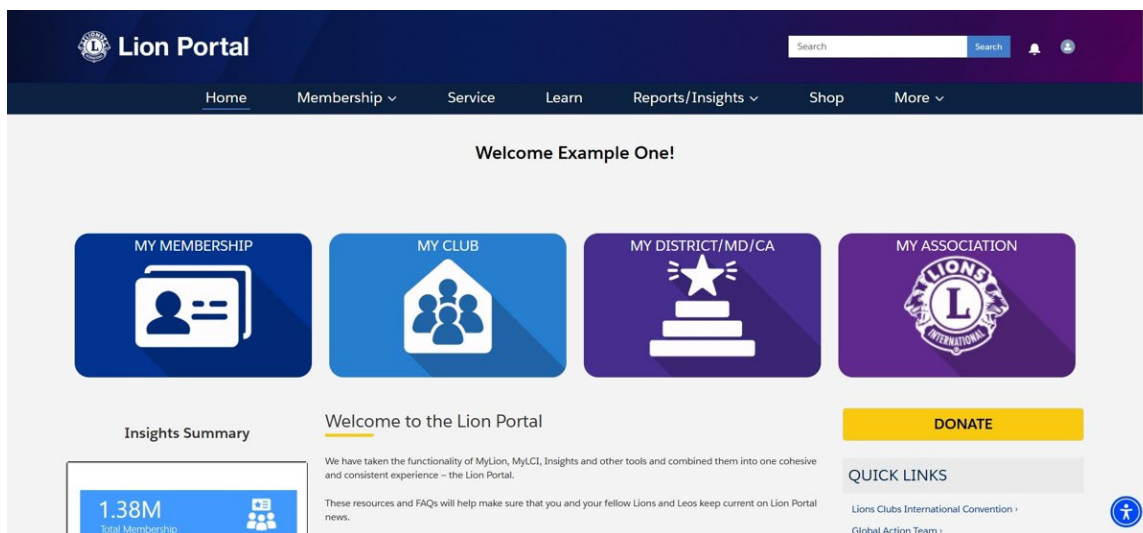 Lion Portal
Search
Search
Home
Membership
Service
Learn
Reports/Insights
Shop
More
Welcome Example One!
MY MEMBERSHIP
MY CLUB
MY DISTRICT/MD/CA
MY ASSOCIATION
LIONS
L
INTERNATIONAL
Insights Summary
1.38M
Total Membership
Welcome to the Lion Portal
We have taken the functionality of MyLion, MyLCI, Insights and other tools and combined them into one cohesive
and consistent experience – the Lion Portal.
These resources and FAQs will help make sure that you and your fellow Lions and Leos keep current on Lion Portal
news.
DONATE
QUICK LINKS
Lions Clubs International Convention ›
Global Action Team ›